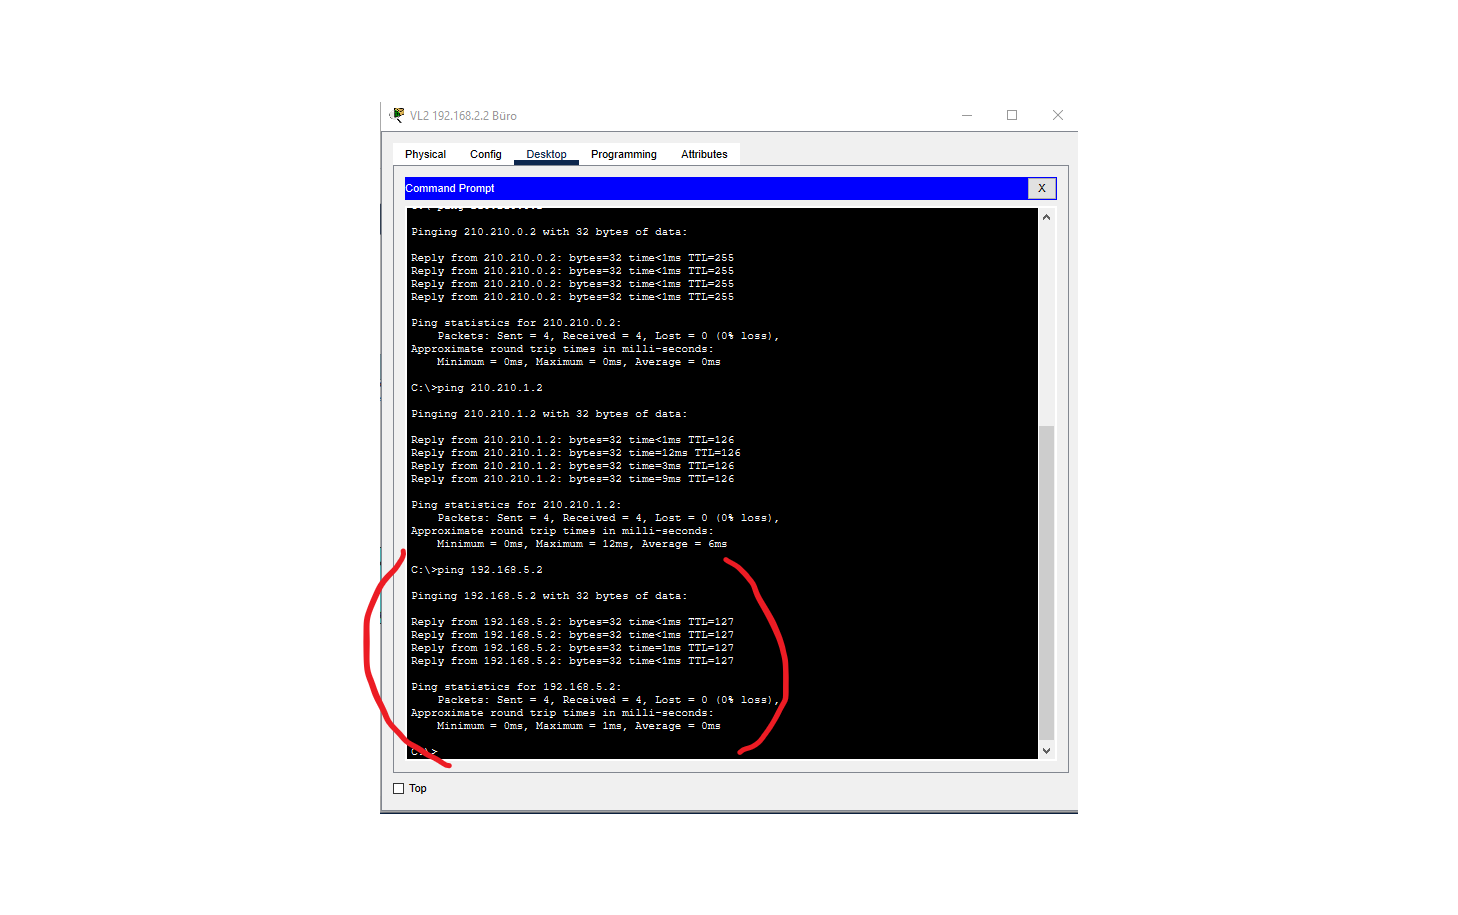 VL2 192.168.2.2 Büro
Physical Config Desktop Programming Attributes
Command Prompt X
Pinging 210.210.0.2 with 32 bytes of data:
Reply from 210.210.0.2: bytes=32 time<1ms TTL=255
Reply from 210.210.0.2: bytes=32 time<1ms TTL=255
Reply from 210.210.0.2: bytes=32 time<1ms TTL=255
Reply from 210.210.0.2: bytes=32 time<1ms TTL=255
Ping statistics for 210.210.0.2:
Packets: Sent = 4, Received = 4, Lost = 0 (0% loss),
Approximate round trip times in milli-seconds:
Minimum = 0ms, Maximum = 0ms, Average = 0ms
C:\>ping 210.210.1.2
Pinging 210.210.1.2 with 32 bytes of data:
Reply from 210.210.1.2: bytes=32 time<1ms TTL=126
Reply from 210.210.1.2: bytes=32 time=12ms TTL=126
Reply from 210.210.1.2: bytes=32 time=3ms TTL=126
Reply from 210.210.1.2: bytes=32 time=9ms TTL=126
Ping statistics for 210.210.1.2:
Packets: Sent = 4, Received = 4, Lost = 0 (0% loss),
Approximate round trip times in milli-seconds:
Minimum = 0ms, Maximum = 12ms, Average = 6ms
C:\>ping 192.168.5.2
Pinging 192.168.5.2 with 32 bytes of data:
Reply from 192.168.5.2: bytes=32 time<1ms TTL=127
Reply from 192.168.5.2: bytes=32 time<1ms TTL=127
Reply from 192.168.5.2: bytes=32 time=1ms TTL=127
Reply from 192.168.5.2: bytes=32 time<1ms TTL=127
Ping statistics for 192.168.5.2:
Packets: Sent = 4, Received = 4, Lost = 0 (0% loss),
Approximate round trip times in milli-seconds:
Minimum = 0ms, Maximum = 1ms, Average = 0ms
C:\>
Top